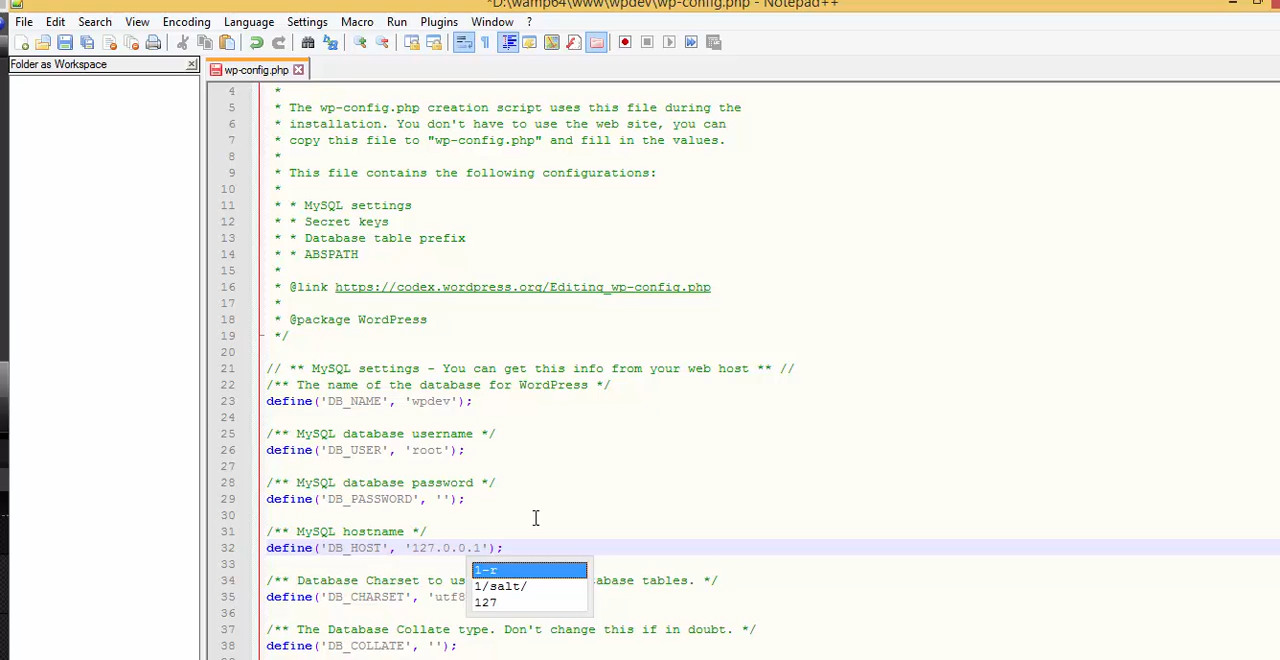 *D:\wamp64\www\wpdev\wp-config.php - Notepad++
File Edit Search View Encoding Language Settings Macro Run Plugins Window ?
Folder as Workspace
wp-config.php
4 *
5 * The wp-config.php creation script uses this file during the
6 * installation. You don't have to use the web site, you can
7 * copy this file to "wp-config.php" and fill in the values.
8 *
9 * This file contains the following configurations:
10 *
11 * * MySQL settings
12 * * Secret keys
13 * * Database table prefix
14 * * ABSPATH
15 *
16 * @link https://codex.wordpress.org/Editing_wp-config.php
17 *
18 * @package WordPress
19 */
20
21 // ** MySQL settings - You can get this info from your web host ** //
22 /** The name of the database for WordPress */
23 define('DB_NAME', 'wpdev');
24
25 /** MySQL database username */
26 define('DB_USER', 'root');
27
28 /** MySQL database password */
29 define('DB_PASSWORD', '');
30
31 /** MySQL hostname */
32 define('DB_HOST', '127.0.0.1');
33
1-r
34 /** Database Charset to us abase tables. */
1/salt/
35 define('DB_CHARSET', 'utf8
127
36
37 /** The Database Collate type. Don't change this if in doubt. */
38 define('DB_COLLATE', '');